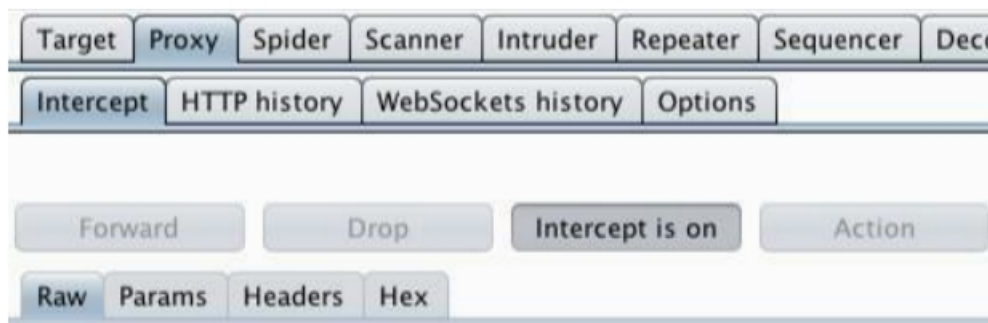 Target Proxy Spider Scanner Intruder Repeater Sequencer
Intercept HTTP history WebSockets history Options
Forward Drop Intercept is on Action
Raw Params Headers Hex